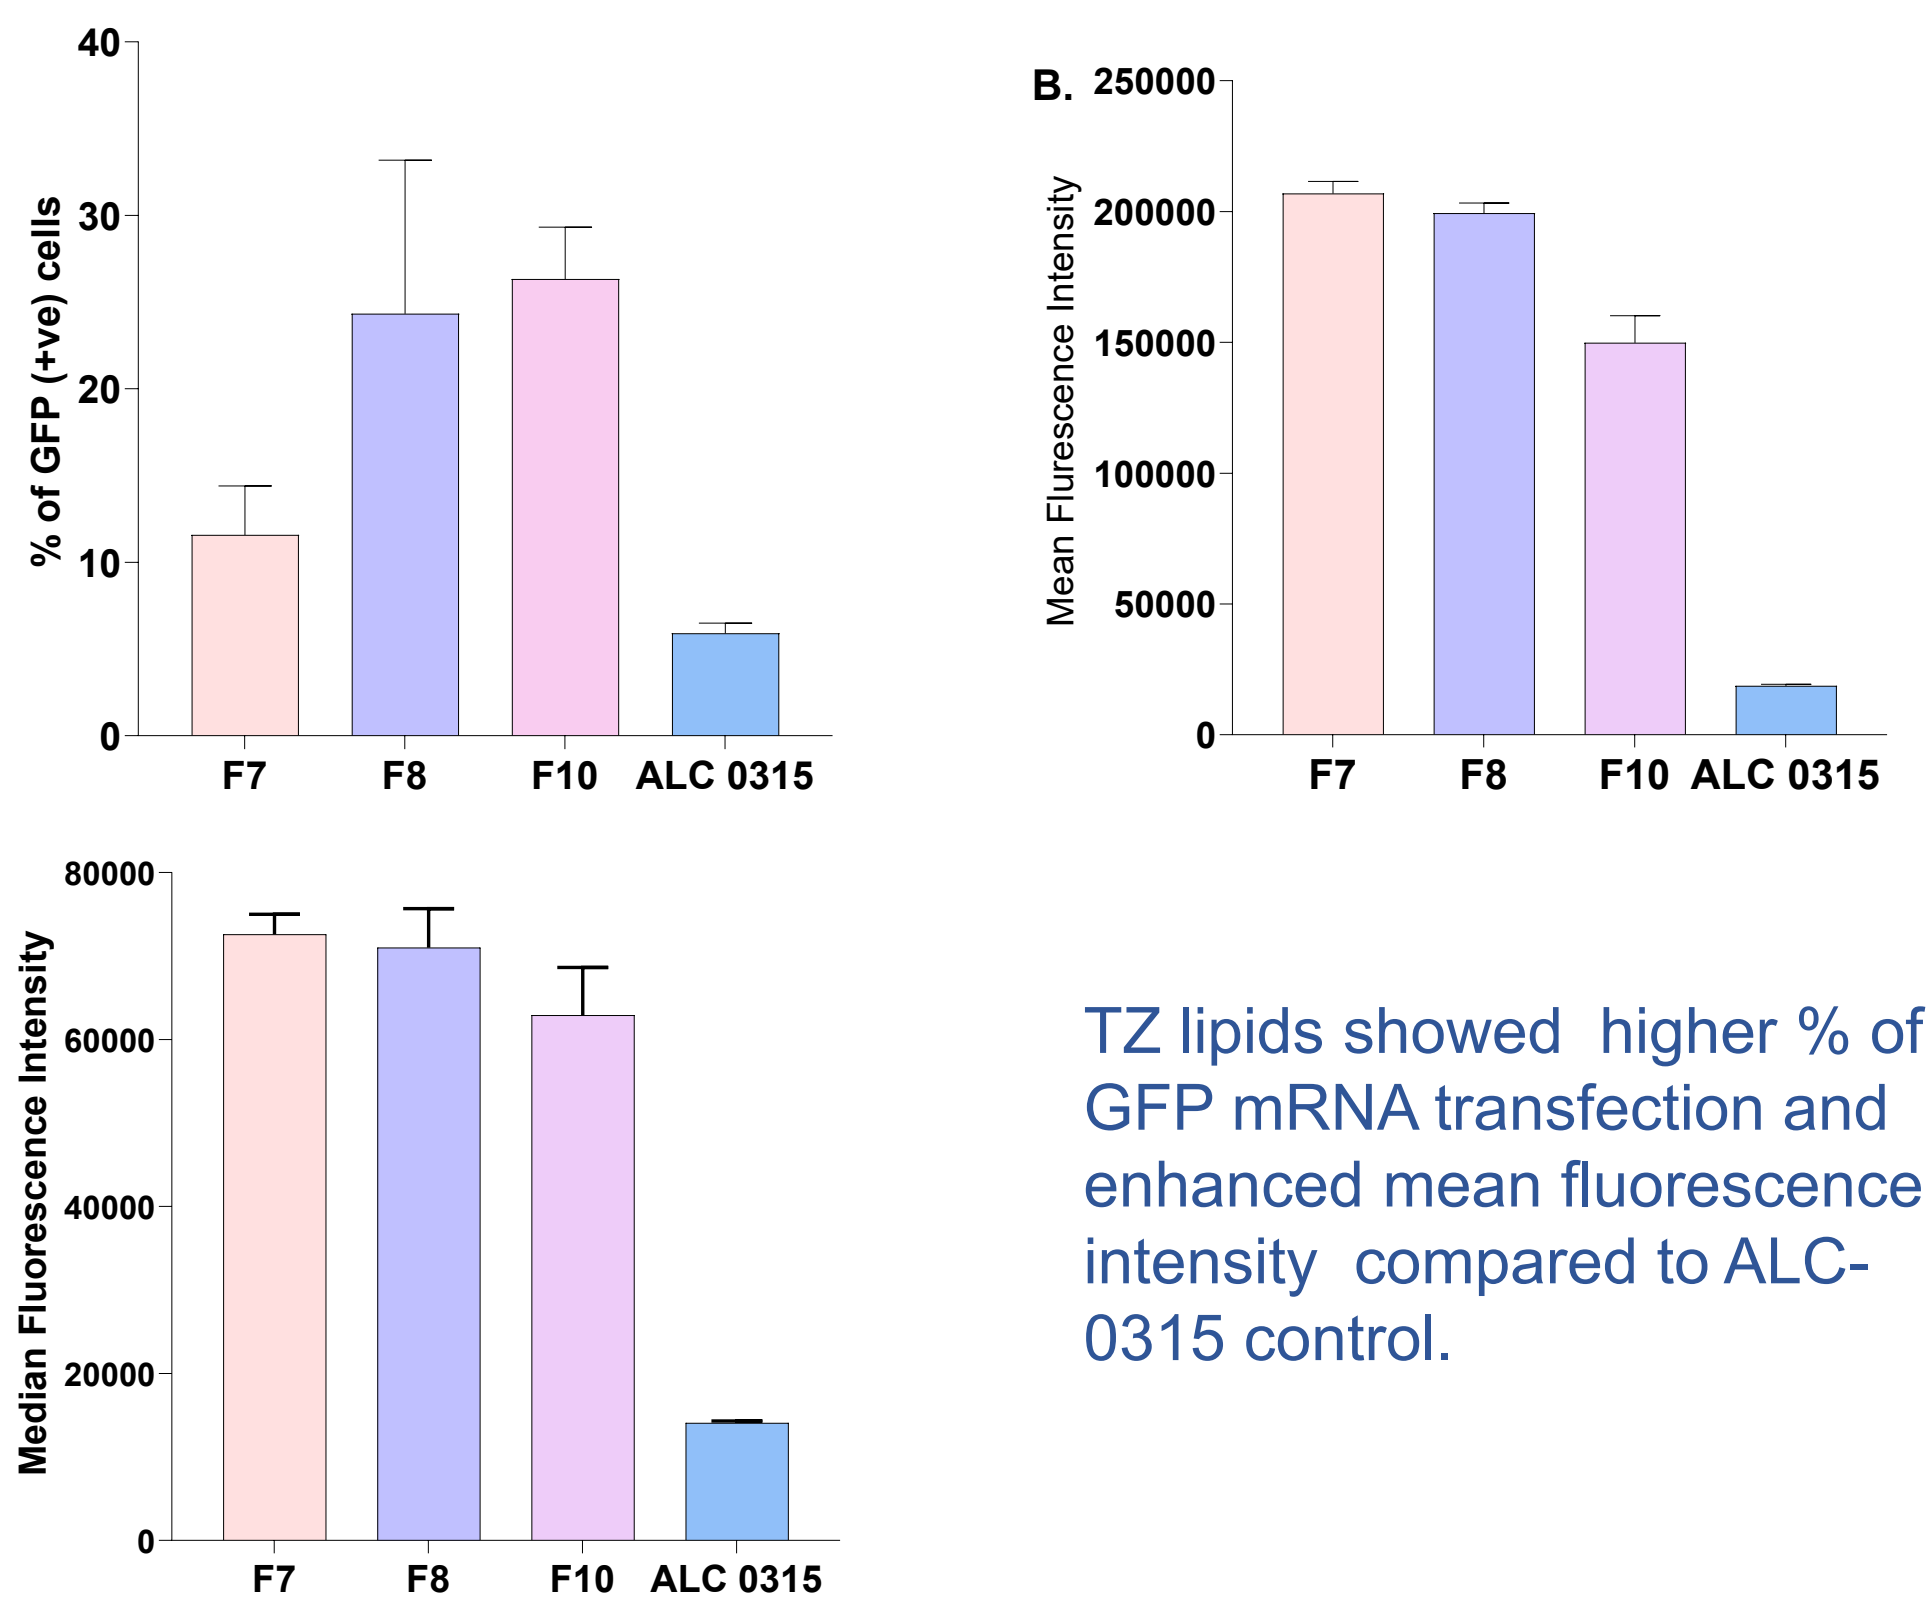 40
30
20
10
0
% of GFP (+ve) cells
F7 F8 F10 ALC 0315
B.
250000
200000
150000
100000
50000
0
Mean Flurescence Intensity
F7 F8 F10 ALC 0315
80000
60000
40000
20000
0
Median Fluorescence Intensity
F7 F8 F10 ALC 0315
TZ lipids showed higher % of
GFP mRNA transfection and
enhanced mean fluorescence
intensity compared to ALC-
0315 control.